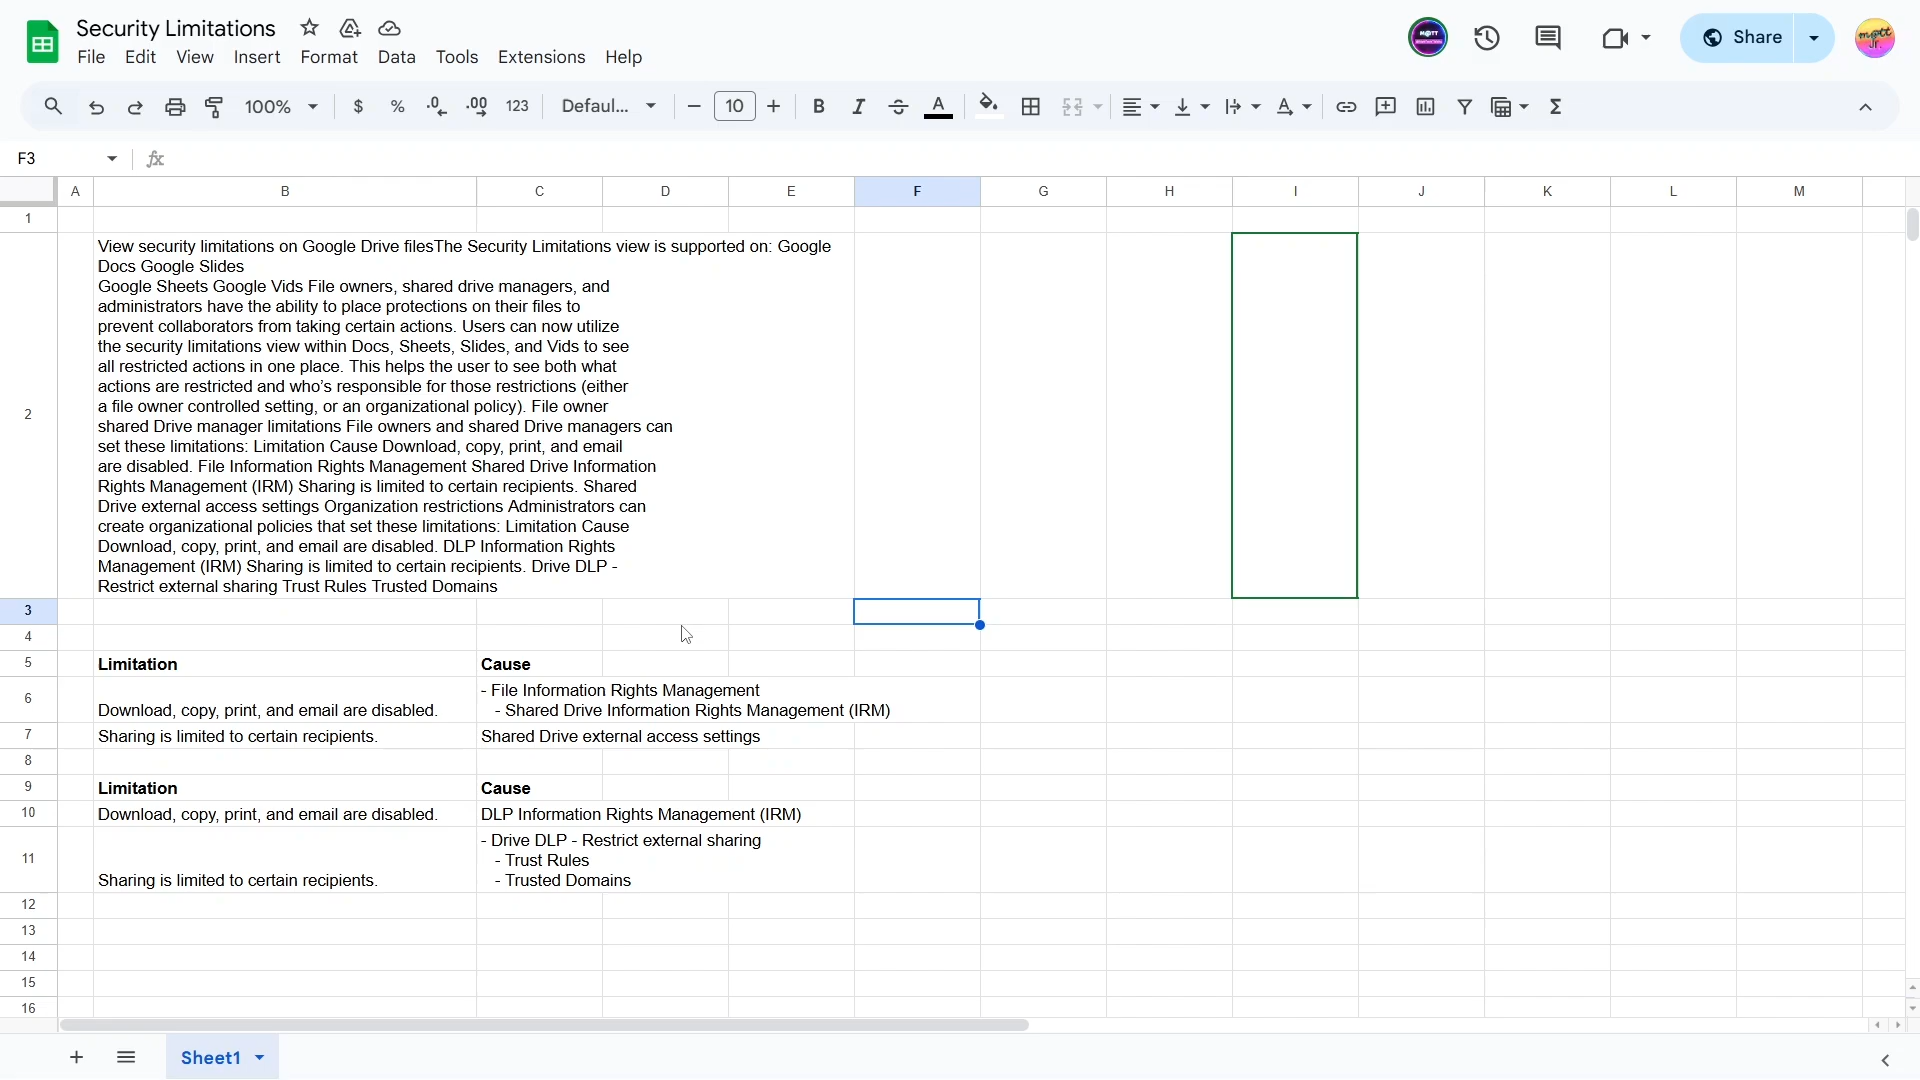 Security Limitations
File Edit View Insert Format Data Tools Extensions Help
Share
100% $ % .0 .00 123 Defaul... 10 B I A
F3 fx
A B C D E F G H I J K L M
1
2
View security limitations on Google Drive filesThe Security Limitations view is supported on: Google
Docs Google Slides
Google Sheets Google Vids File owners, shared drive managers, and
administrators have the ability to place protections on their files to
prevent collaborators from taking certain actions. Users can now utilize
the security limitations view within Docs, Sheets, Slides, and Vids to see
all restricted actions in one place. This helps the user to see both what
actions are restricted and who's responsible for those restrictions (either
a file owner controlled setting, or an organizational policy). File owner
shared Drive manager limitations File owners and shared Drive managers can
set these limitations: Limitation Cause Download, copy, print, and email
are disabled. File Information Rights Management Shared Drive Information
Rights Management (IRM) Sharing is limited to certain recipients. Shared
Drive external access settings Organization restrictions Administrators can
create organizational policies that set these limitations: Limitation Cause
Download, copy, print, and email are disabled. DLP Information Rights
Management (IRM) Sharing is limited to certain recipients. Drive DLP -
Restrict external sharing Trust Rules Trusted Domains
3
4
5 Limitation Cause
6
- File Information Rights Management
Download, copy, print, and email are disabled. - Shared Drive Information Rights Management (IRM)
7 Sharing is limited to certain recipients. Shared Drive external access settings
8
9 Limitation Cause
10 Download, copy, print, and email are disabled. DLP Information Rights Management (IRM)
11
- Drive DLP - Restrict external sharing
- Trust Rules
Sharing is limited to certain recipients. - Trusted Domains
12
13
14
15
16
Sheet1